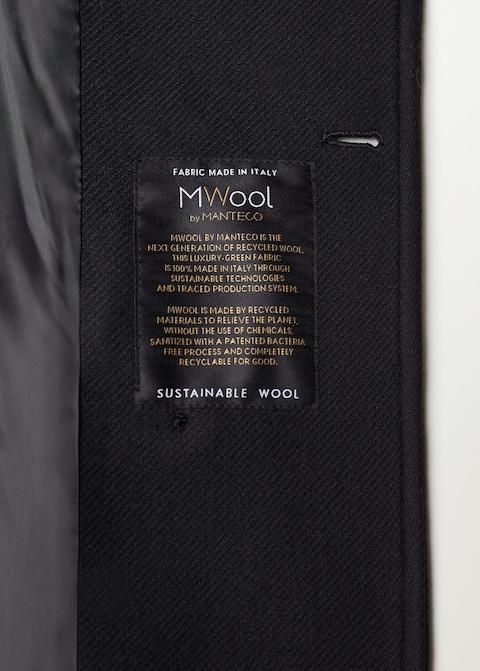 FABRIC MADE IN ITALY
MWool
by MANTECO
MWOOL BY MANTECO IS THE
NEXT GENERATION OF RECYCLED WOOL.
THIS LUXURY-GREEN FABRIC
IS 100% MADE IN ITALY THROUGH
SUSTAINABLE TECHNOLOGIES
AND TRACED PRODUCTION SYSTEM.
MWOOL IS MADE BY RECYCLED
MATERIALS TO RELIEVE THE PLANET,
WITHOUT THE USE OF CHEMICALS,
SANITIZED WITH A PATENTED BACTERIA
FREE PROCESS AND COMPLETELY
RECYCLABLE FOR GOOD.
SUSTAINABLE WOOL